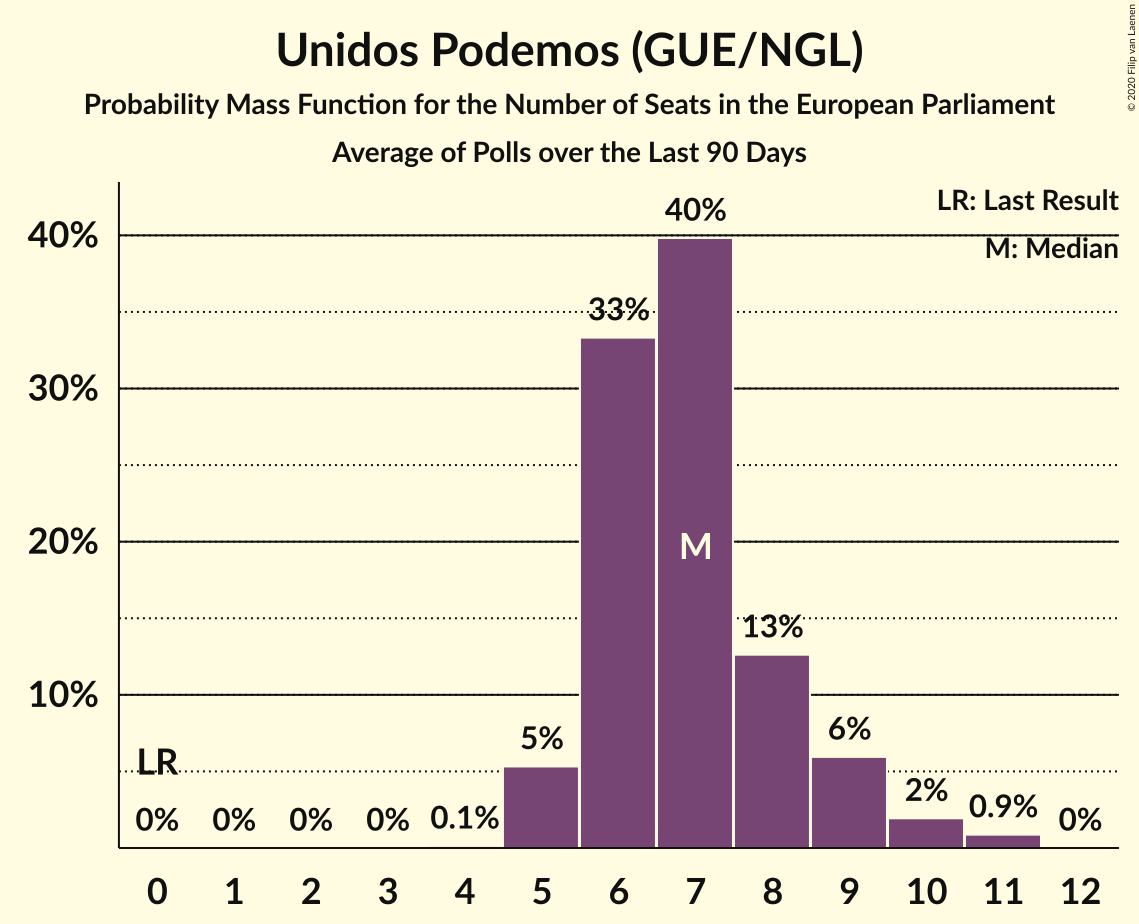 Unidos Podemos (GUE/NGL)
Probability Mass Function for the Number of Seats in the European Parliament
Average of Polls over the Last 90 Days
© 2020 Filip van Laenen
LR: Last Result
M: Median
40%
30%
20%
10%
LR
0%
0%
0%
0%
0.1%
5%
33%
40%
M
13%
6%
2%
0.9%
0%
0 1 2 3 4 5 6 7 8 9 10 11 12